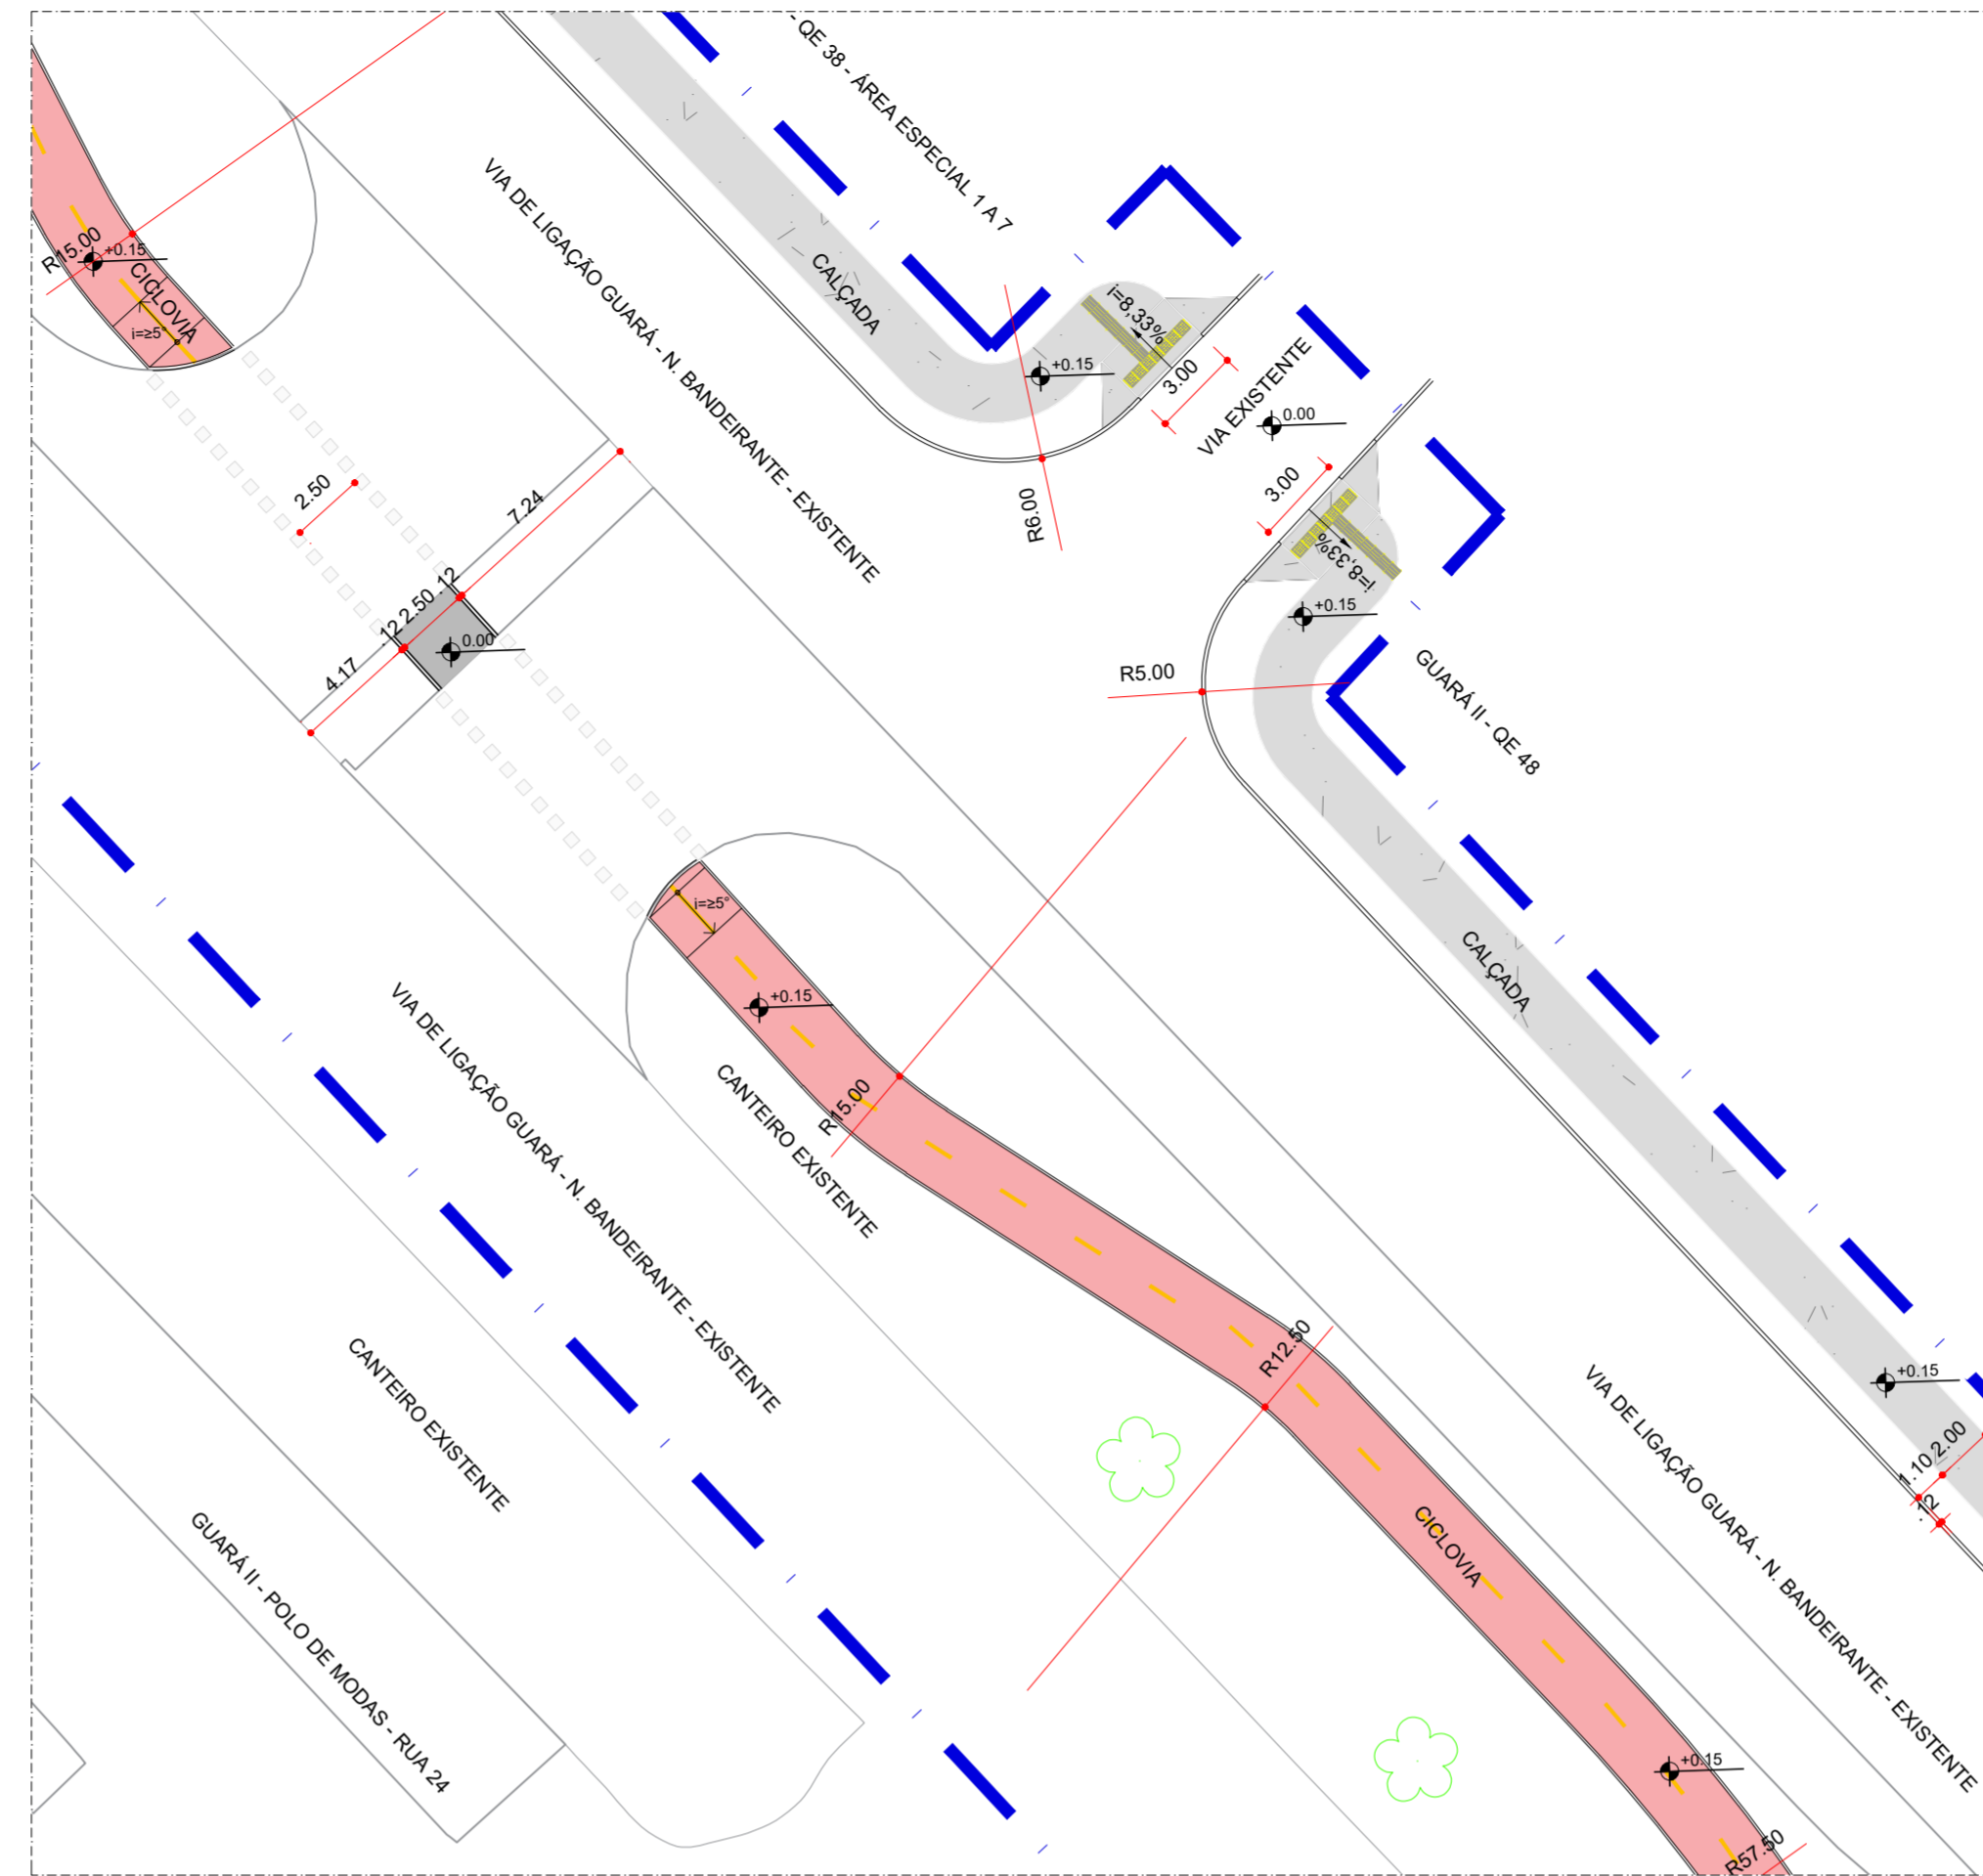 - QE 38 - ÁREA ESPECIAL 1 A 7
VIA DE LIGAÇÃO GUARÁ - N. BANDEIRANTE - EXISTENTE
CALÇADA
i=8,33%
+0.15
3.00
VIA EXISTENTE
0.00
R15.00
+0.15
CICLOVIA
i=≥5°
2.50
7.24
R6.00
3.00
i=8,33%
+0.15
.12
2.50
.12
0.00
4.17
R5.00
GUARÁ II - QE 48
i=≥5°
+0.15
CALÇADA
VIA DE LIGAÇÃO GUARÁ - N. BANDEIRANTE - EXISTENTE
R15.00
CANTEIRO EXISTENTE
R12.50
CANTEIRO EXISTENTE
+0.15
VIA DE LIGAÇÃO GUARÁ - N. BANDEIRANTE - EXISTENTE
2.00
1.10
.12
CICLOVIA
GUARÁ II - POLO DE MODAS - RUA 24
+0.15
R57.50